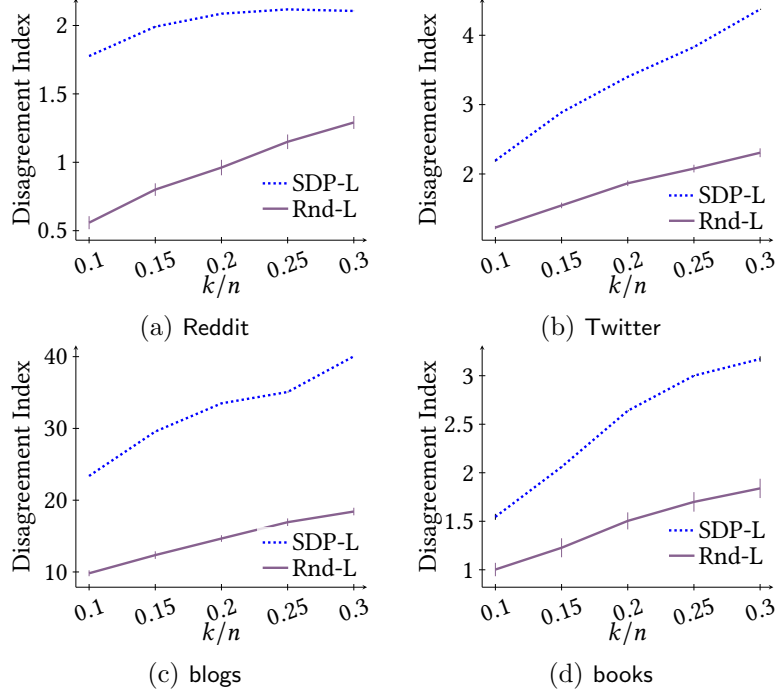 2
1.5
1
0.5
Disagreement Index
SDP-L
Rnd-L
0.1 0.15 0.2 0.25 0.3
k/n
(a) Reddit
4
3
2
Disagreement Index
SDP-L
Rnd-L
0.1 0.15 0.2 0.25 0.3
k/n
(b) Twitter
40
30
20
10
Disagreement Index
SDP-L
Rnd-L
0.1 0.15 0.2 0.25 0.3
k/n
(c) blogs
3
2.5
2
1.5
1
Disagreement Index
SDP-L
Rnd-L
0.1 0.15 0.2 0.25 0.3
k/n
(d) books